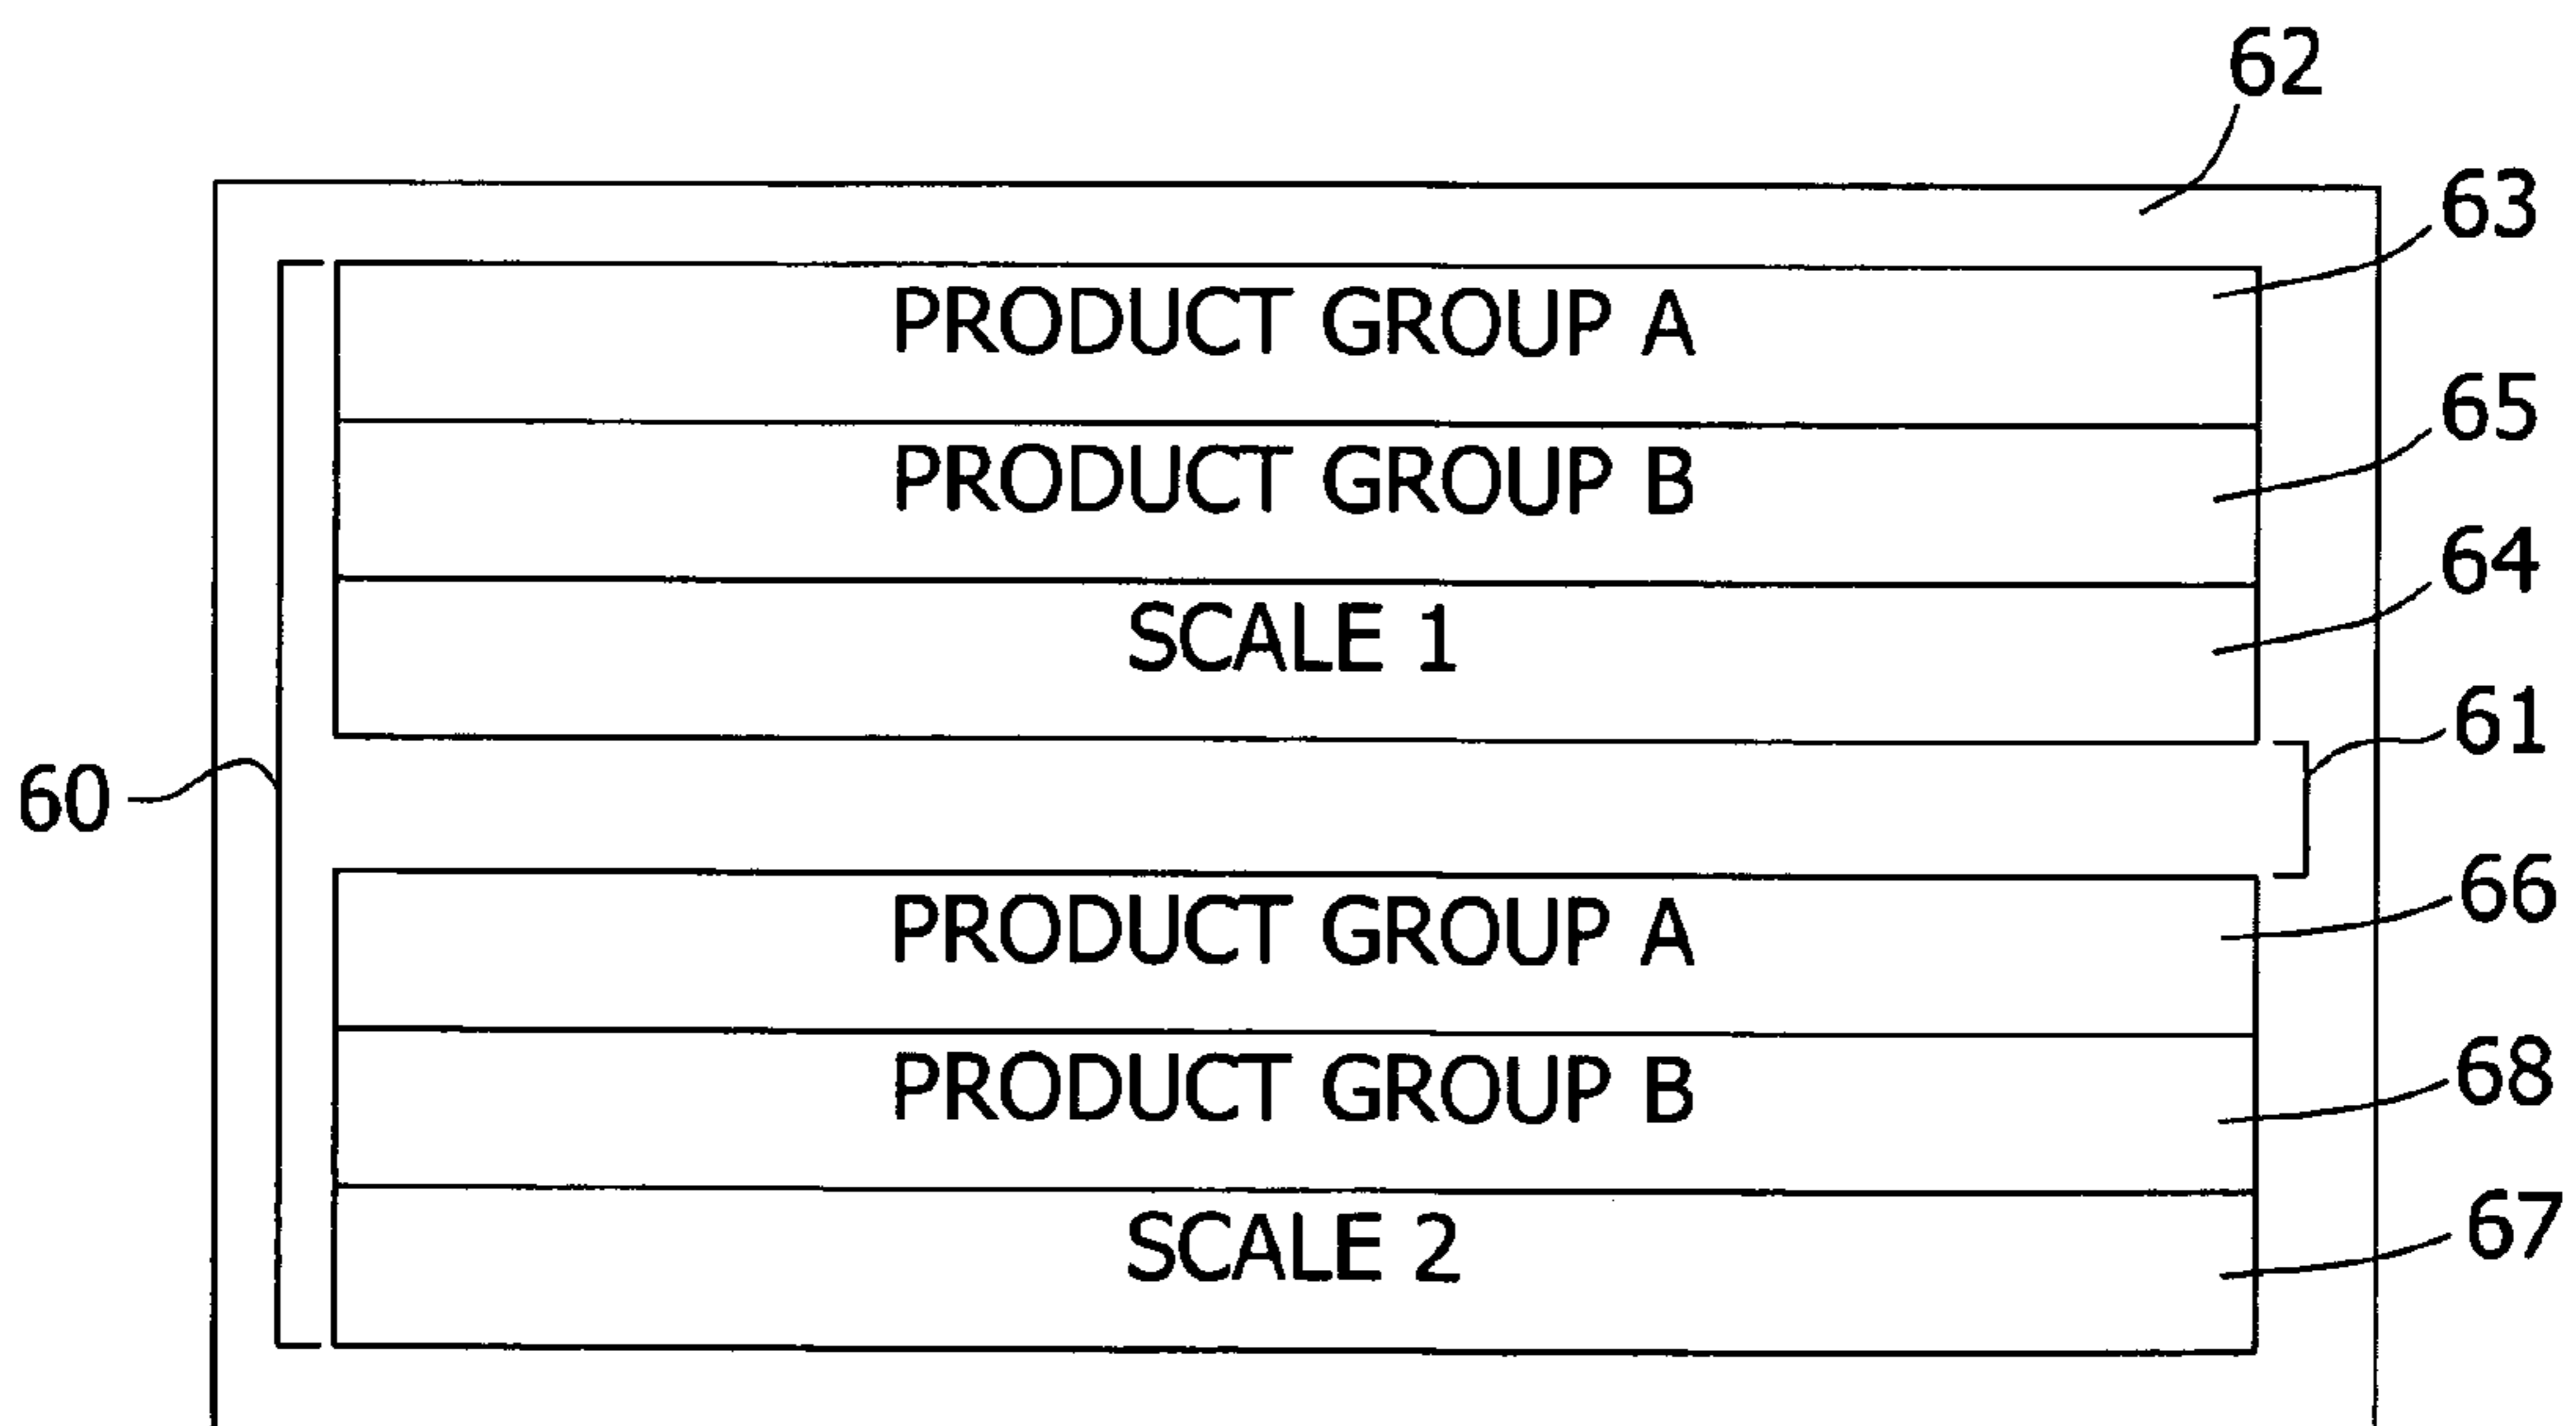 62
63
PRODUCT GROUP A
65
PRODUCT GROUP B
64
SCALE 1
61
60
66
PRODUCT GROUP A
68
PRODUCT GROUP B
67
SCALE 2